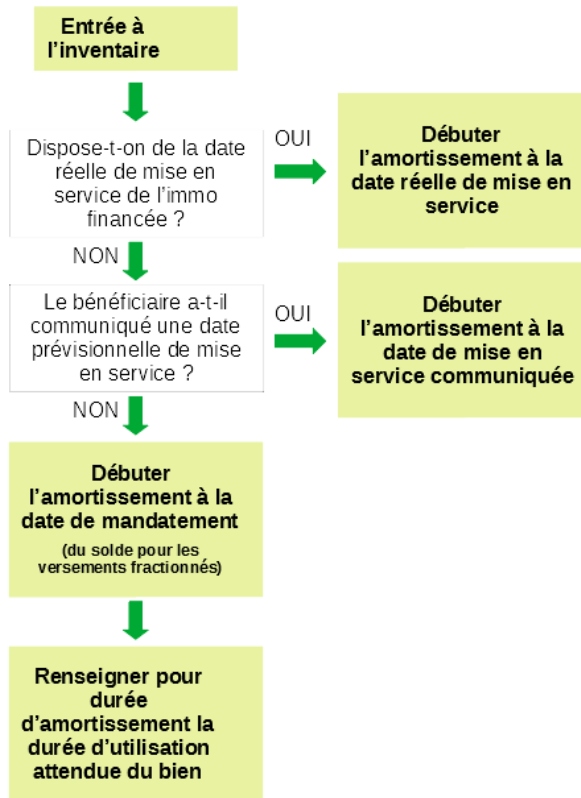 Entrée à
l'inventaire
Dispose-t-on de la date
réelle de mise en
service de l'immo
financée ?
OUI
Débuter
l'amortissement à la
date réelle de mise en
service
NON
Le bénéficiaire a-t-il
communiqué une date
prévisionnelle de mise
en service ?
OUI
Débuter
l'amortissement à la
date de mise en
service communiquée
NON
Débuter
l'amortissement à la
date de mandatement
(du solde pour les
versements fractionnés)
Renseigner pour
durée
d'amortissement la
durée d'utilisation
attendue du bien